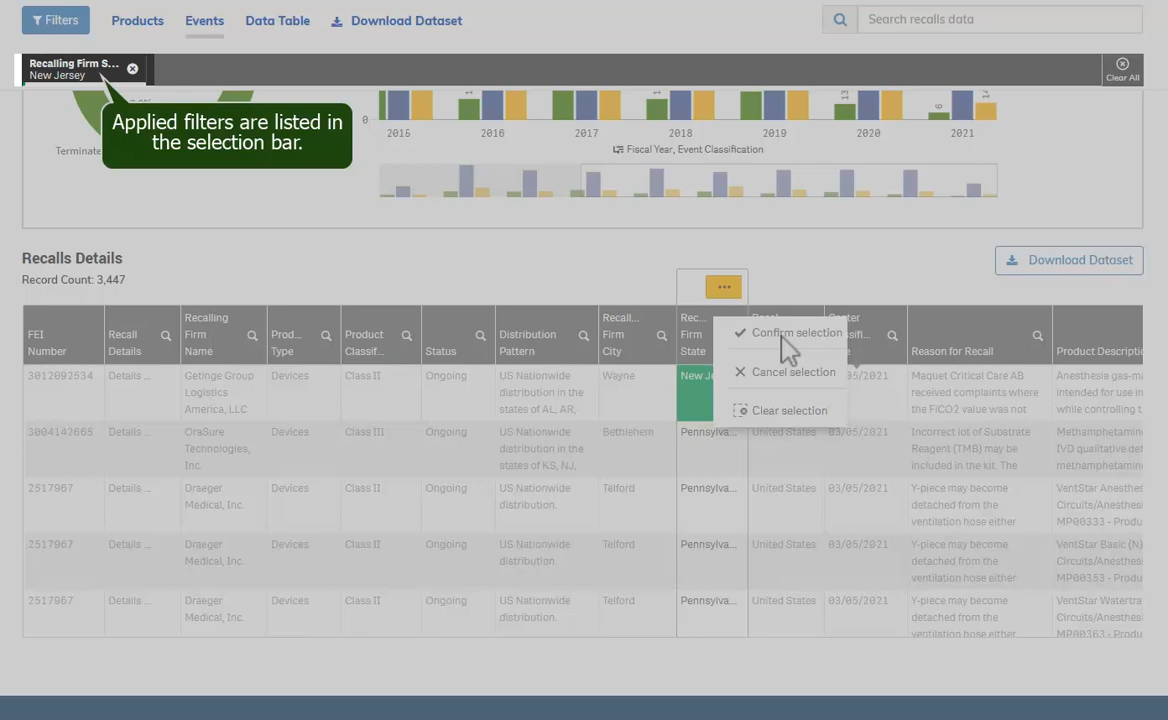 Filters
Products
Events
Data Table
Download Dataset
Search recalls data
Recalling Firm S...
New Jersey
Clear All
Applied filters are listed in
the selection bar.
Terminate
0
13
6
14
2015 2016 2017 2018 2019 2020 2021
Fiscal Year, Event Classification
Recalls Details
Record Count: 3,447
Download Dataset
...
FEI
Number
Recall
Details
Recalling
Firm
Name
Prod...
Type
Product
Classif...
Status
Distribution
Pattern
Recall...
Firm
City
Rec...
Firm
State
Reason for Recall
Product Descripti
Confirm selection
Cancel selection
Clear selection
3012092534 Details ... Getinge Group Devices Class II Ongoing US Nationwide Wayne New Je 05/2021 Maquet Critical Care AB Anesthesia gas-ma
Logistics distribution in the received complaints where intended for use in
America, LLC states of AL, AR, the FiCO2 value was not while controlling t
3004142665 Details ... OraSure Devices Class II Ongoing US Nationwide Bethlehem Pennsylva... United States 03/05/2021 Incorrect iot of Substrate Methamphetamine
Technologies, distribution in the Reagent (TMB) may be IVD qualitative det
Inc. states of KS, NJ, included in the kit. The methamphetamine
2517967 Details ... Draeger Devices Class II Ongoing US Nationwide Telford Pennsylva... United States 03/05/2021 Y-piece may become VentStar Anesthes
Medical, Inc. distribution. detached from the Circuits/Anesthesi
ventilation hose either MP00333 - Produc
2517967 Details ... Draeger Devices Class II Ongoing US Nationwide Telford Pennsylva... United States 03/05/2021 Y-piece may become VentStar Basic (N)
Medical, Inc. distribution. detached from the Circuits/Anesthesi
ventilation hose either MP00353 - Produc
2517967 Details ... Draeger Devices Class II Ongoing US Nationwide Telford Pennsylva... United States 03/05/2021 Y-piece may become VentStar Watertra
Medical, Inc. distribution. detached from the Circuits/Anesthesi
ventilation hose either MP00363 - Produc